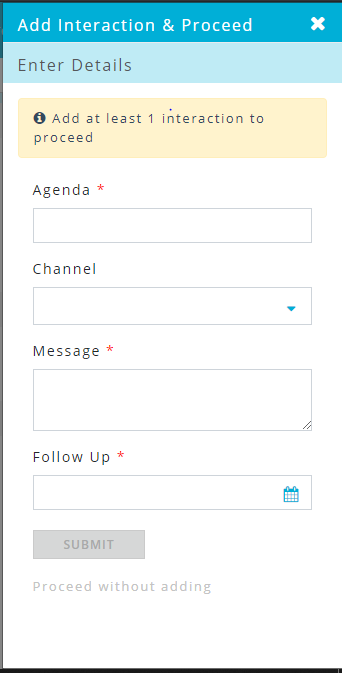 Add Interaction & Proceed
Enter Details
Add at least 1 interaction to
proceed
Agenda *
Channel
Message *
Follow Up *
SUBMIT
Proceed without adding